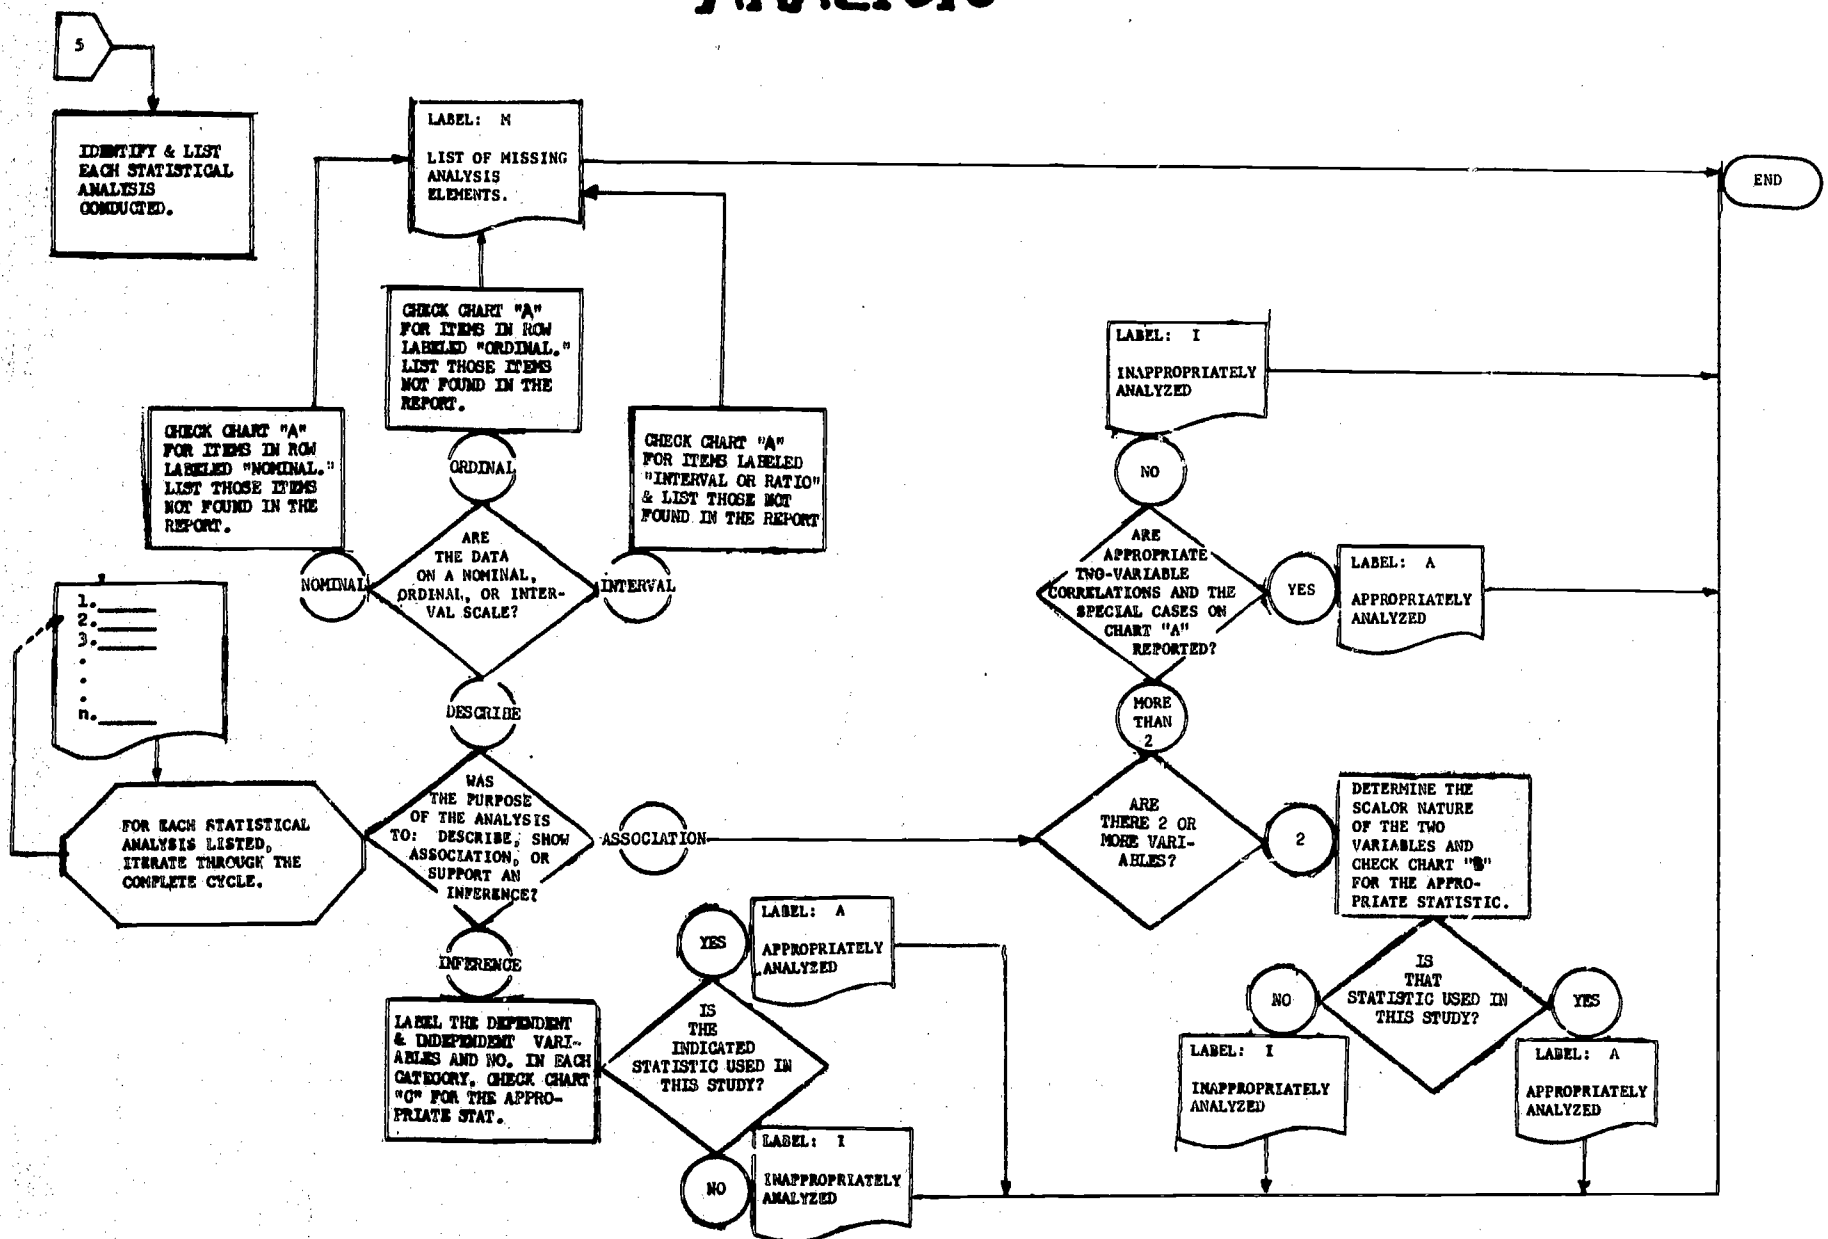 ANALYSIS
5
IDENTIFY & LIST
EACH STATISTICAL
ANALYSIS
CONDUCTED.
LABEL: M
LIST OF MISSING
ANALYSIS
ELEMENTS.
END
CHECK CHART "A"
FOR ITEMS IN ROW
LABELED "ORDINAL."
LIST THOSE ITEMS
NOT FOUND IN THE
REPORT.
CHECK CHART "A"
FOR ITEMS IN ROW
LABELED "NOMINAL."
LIST THOSE ITEMS
NOT FOUND IN THE
REPORT.
CHECK CHART "A"
FOR ITEMS LABELED
"INTERVAL OR RATIO"
& LIST THOSE NOT
FOUND IN THE REPORT
ORDINAL
NOMINAL
ARE
THE DATA
ON A NOMINAL,
ORDINAL, OR INTER-
VAL SCALE?
INTERVAL
1.
2.
3.
.
.
.
n.
DESCRIBE
FOR EACH STATISTICAL
ANALYSIS LISTED,
ITERATE THROUGH THE
COMPLETE CYCLE.
WAS
THE PURPOSE
OF THE ANALYSIS
TO: DESCRIBE, SHOW
ASSOCIATION, OR
SUPPORT AN
INFERENCE?
ASSOCIATION
INFERENCE
LABEL THE DEPENDENT
& INDEPENDENT VARI-
ABLES AND NO. IN EACH
CATEGORY, CHECK CHART
"C" FOR THE APPRO-
PRIATE STAT.
YES
LABEL: A
APPROPRIATELY
ANALYZED
IS
THE
INDICATED
STATISTIC USED IN
THIS STUDY?
NO
LABEL: I
INAPPROPRIATELY
ANALYZED
LABEL: I
INAPPROPRIATELY
ANALYZED
NO
ARE
APPROPRIATE
TWO-VARIABLE
CORRELATIONS AND THE
SPECIAL CASES ON
CHART "A"
REPORTED?
YES
LABEL: A
APPROPRIATELY
ANALYZED
MORE
THAN
2
ARE
THERE 2 OR
MORE VARI-
ABLES?
2
DETERMINE THE
SCALOR NATURE
OF THE TWO
VARIABLES AND
CHECK CHART "B"
FOR THE APPRO-
PRIATE STATISTIC.
IS
THAT
STATISTIC USED IN
THIS STUDY?
NO
YES
LABEL: I
INAPPROPRIATELY
ANALYZED
LABEL: A
APPROPRIATELY
ANALYZED